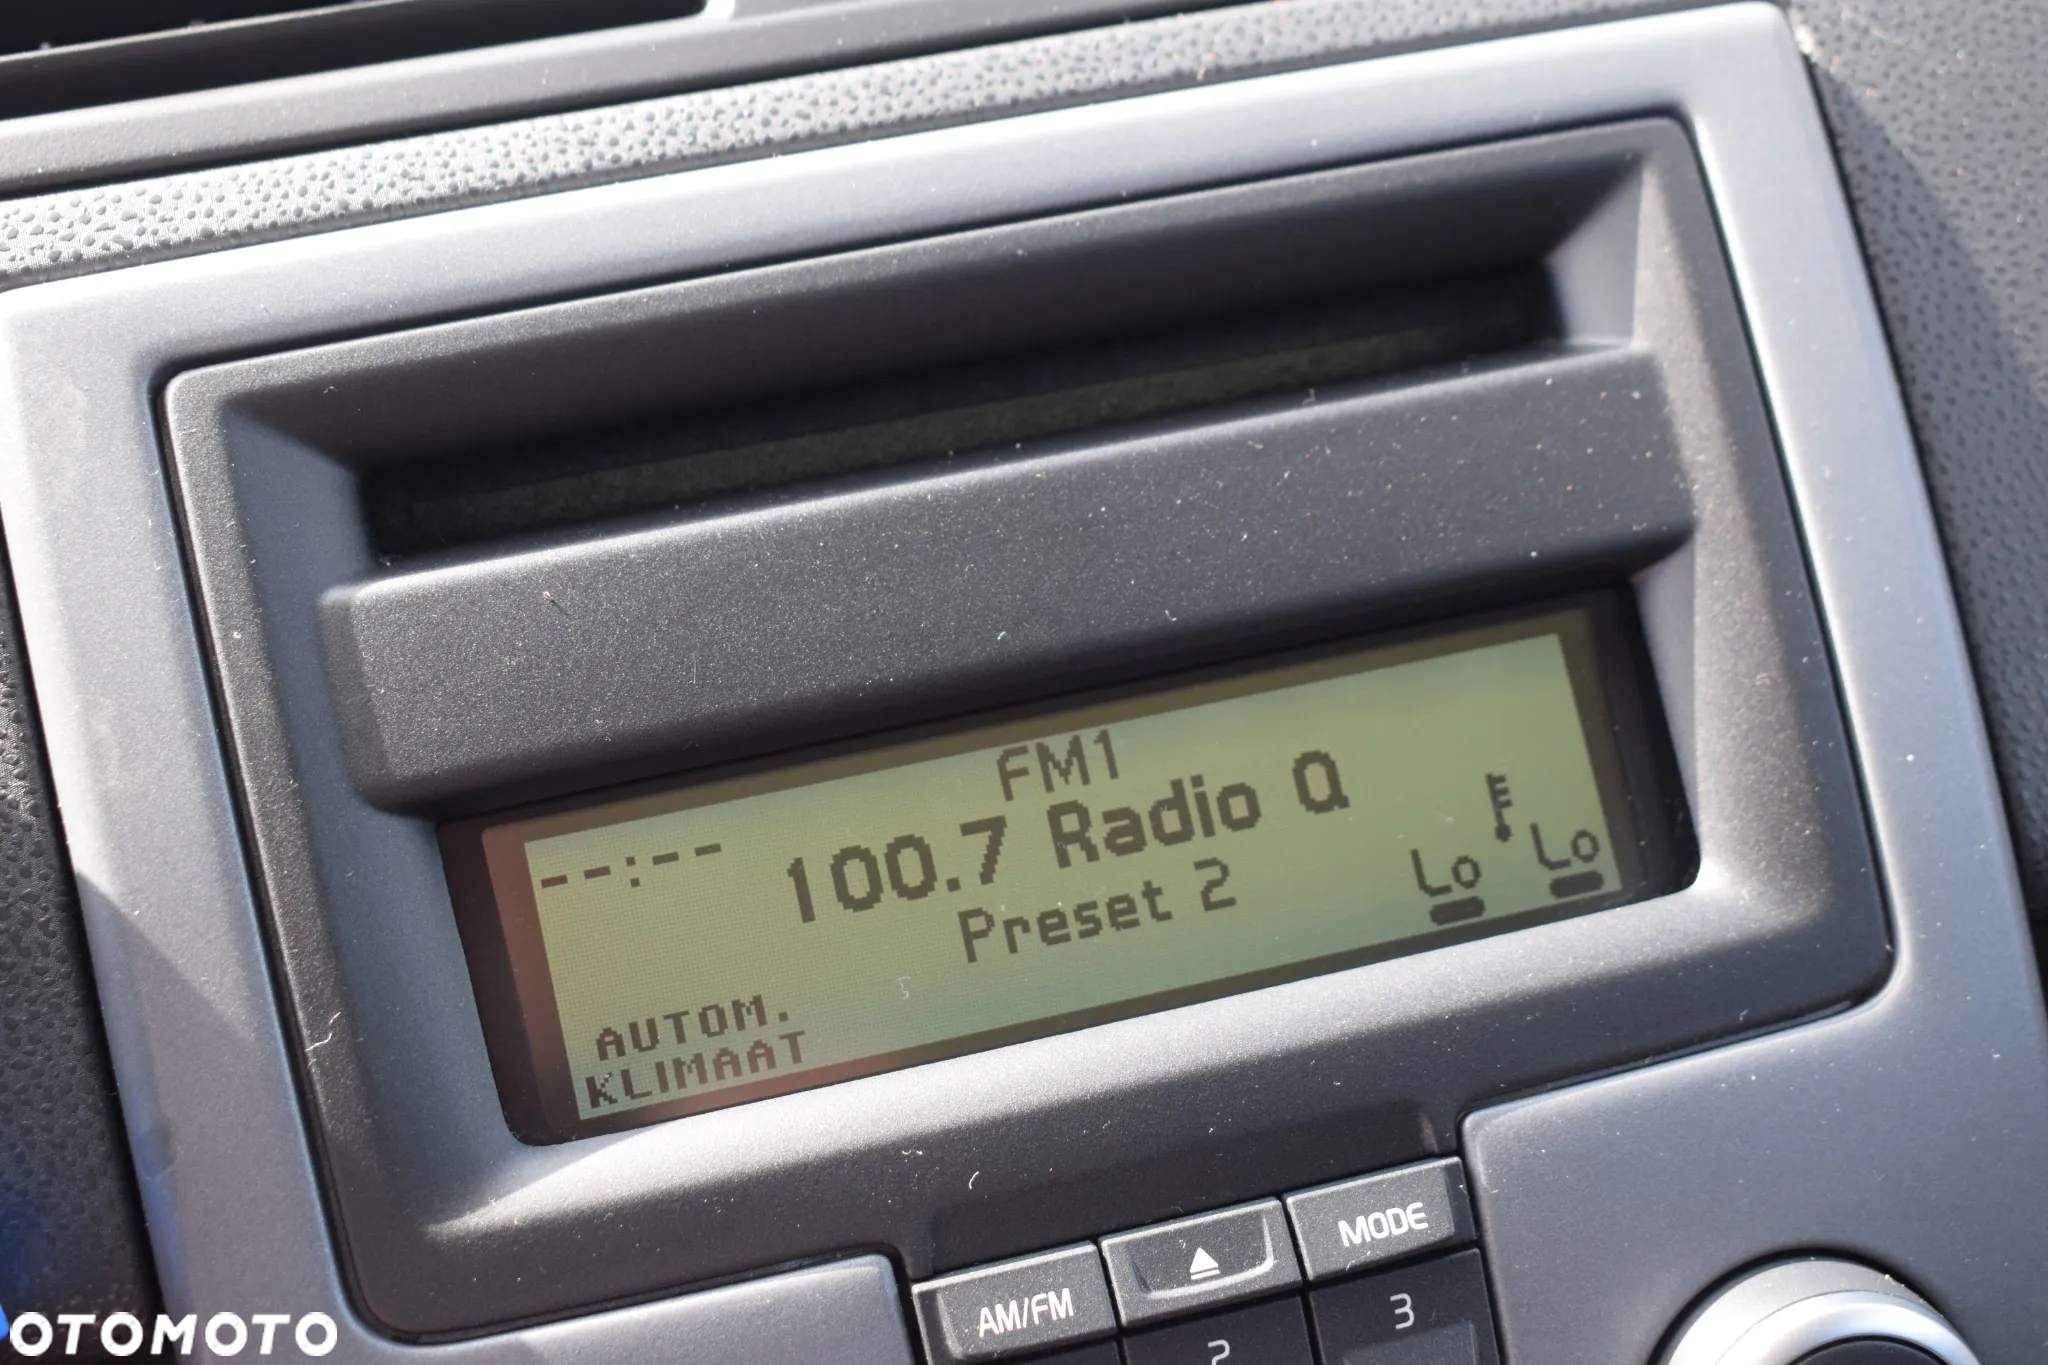 FM1
--:--
100.7 Radio Q
Preset 2
Lo Lo
AUTOM.
KLIMAAT
MODE
AM/FM
3
2
OTOMOTO